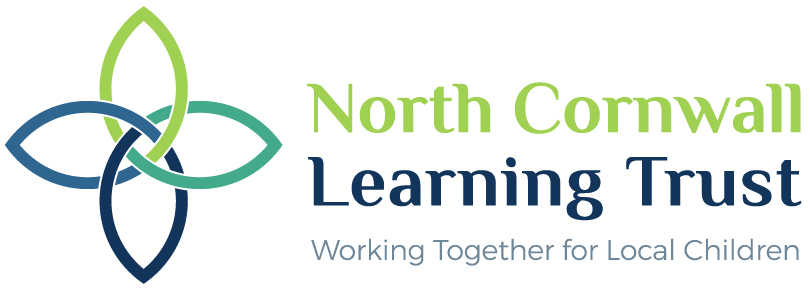 North Cornwall
Learning Trust
Working Together for Local Children